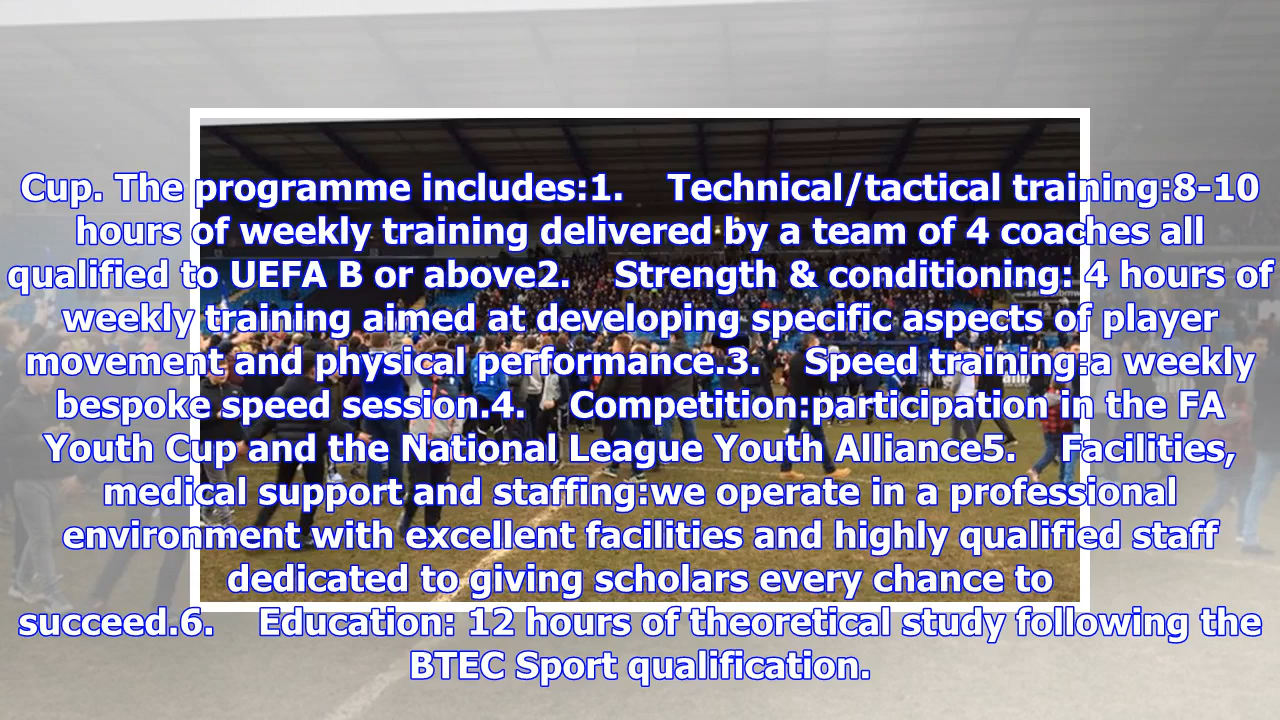 Cup. The programme includes:1.    Technical/tactical training:8-10
hours of weekly training delivered by a team of 4 coaches all
qualified to UEFA B or above2.    Strength & conditioning: 4 hours of
weekly training aimed at developing specific aspects of player
movement and physical performance.3.    Speed training:a weekly
bespoke speed session.4.    Competition:participation in the FA
Youth Cup and the National League Youth Alliance5.    Facilities,
medical support and staffing:we operate in a professional
environment with excellent facilities and highly qualified staff
dedicated to giving scholars every chance to
succeed.6.    Education: 12 hours of theoretical study following the
BTEC Sport qualification.